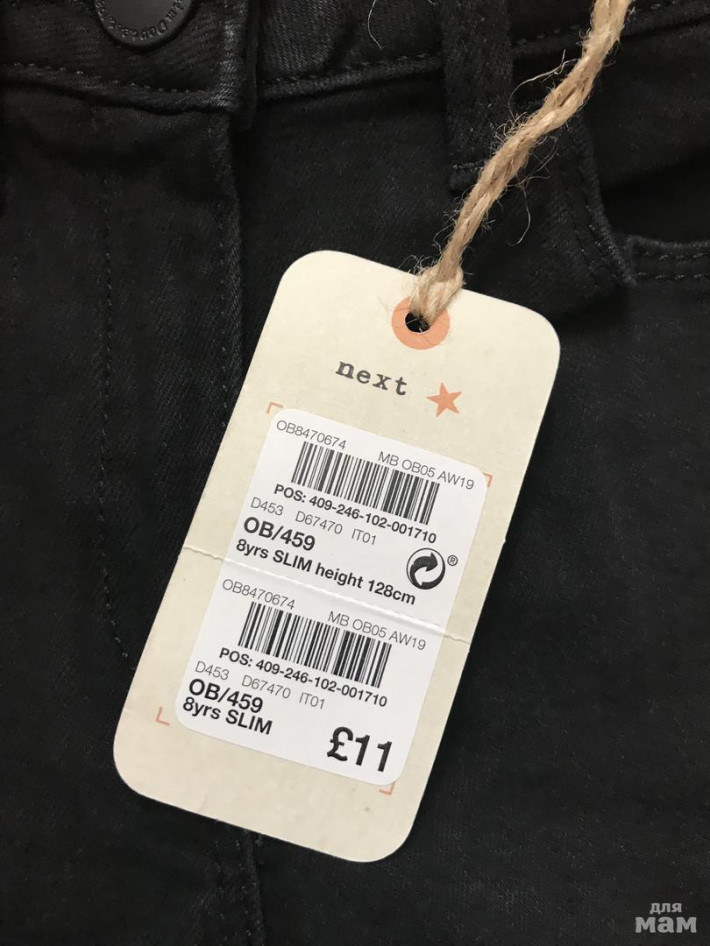 next
OB8470674
MB OB05 AW19
POS: 409-246-102-001710
D453 D67470 IT01
OB/459
8yrs SLIM height 128cm
®
OB8470674
MB OB05 AW19
POS: 409-246-102-001710
D453 D67470 IT01
OB/459
8yrs SLIM
£11
для
мам